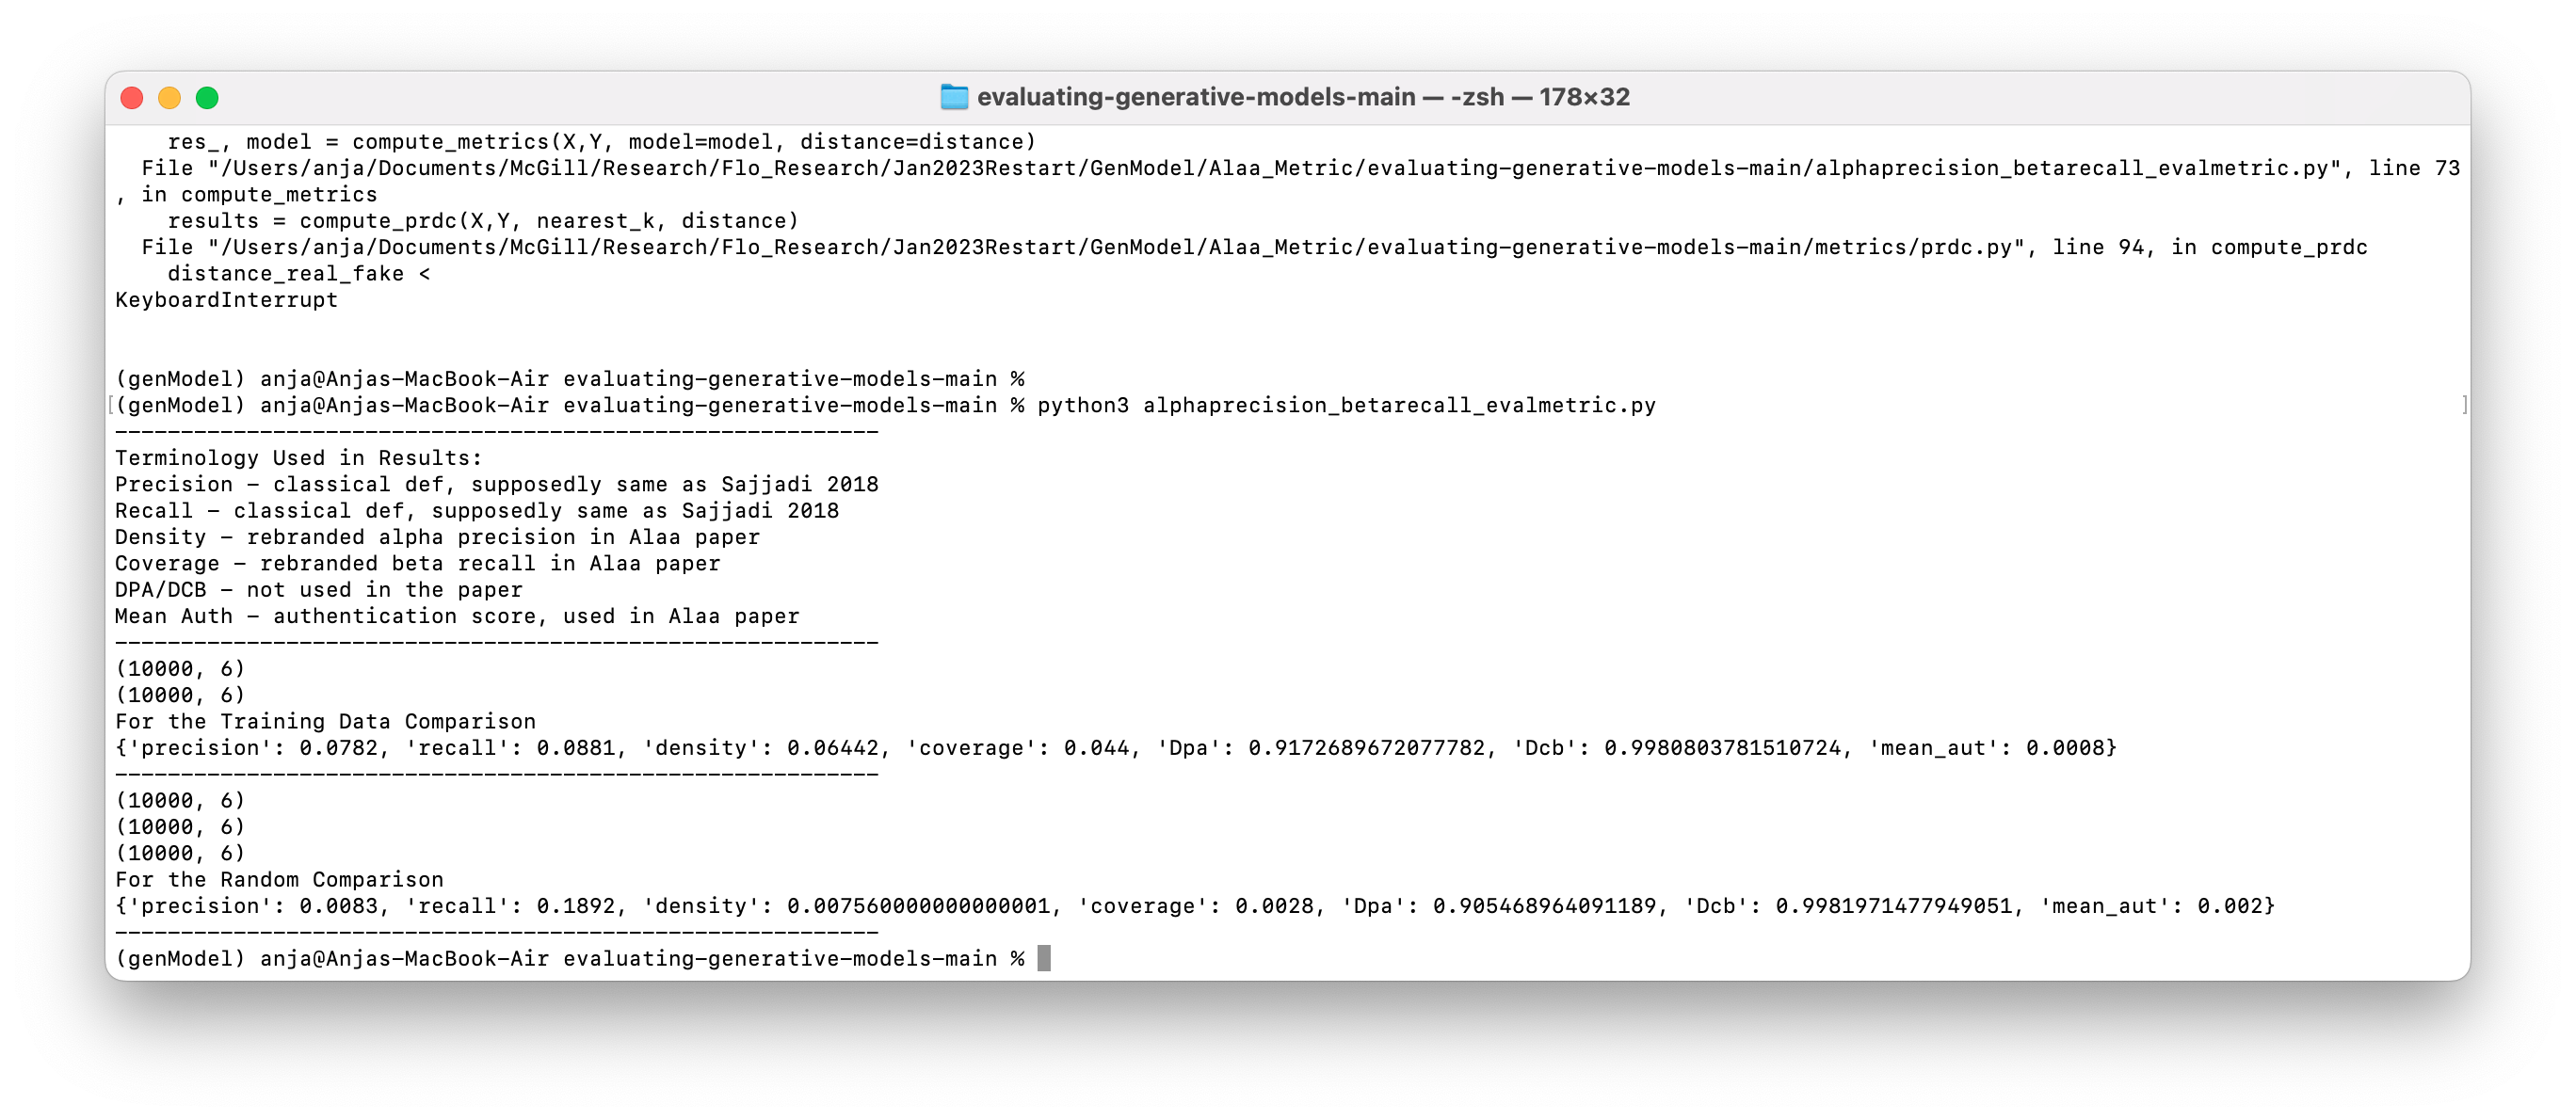 evaluating-generative-models-main — -zsh — 178×32
res_, model = compute_metrics(X,Y, model=model, distance=distance)
File "/Users/anja/Documents/McGill/Research/Flo_Research/Jan2023Restart/GenModel/Alaa_Metric/evaluating-generative-models-main/alphaprecision_betarecall_evalmetric.py", line 73
, in compute_metrics
results = compute_prdc(X,Y, nearest_k, distance)
File "/Users/anja/Documents/McGill/Research/Flo_Research/Jan2023Restart/GenModel/Alaa_Metric/evaluating-generative-models-main/metrics/prdc.py", line 94, in compute_prdc
distance_real_fake <
KeyboardInterrupt
(genModel) anja@Anjas-MacBook-Air evaluating-generative-models-main %
[(genModel) anja@Anjas-MacBook-Air evaluating-generative-models-main % python3 alphaprecision_betarecall_evalmetric.py ]
----------------------------------------------------------
Terminology Used in Results:
Precision - classical def, supposedly same as Sajjadi 2018
Recall - classical def, supposedly same as Sajjadi 2018
Density - rebranded alpha precision in Alaa paper
Coverage - rebranded beta recall in Alaa paper
DPA/DCB - not used in the paper
Mean Auth - authentication score, used in Alaa paper
----------------------------------------------------------
(10000, 6)
(10000, 6)
For the Training Data Comparison
{'precision': 0.0782, 'recall': 0.0881, 'density': 0.06442, 'coverage': 0.044, 'Dpa': 0.9172689672077782, 'Dcb': 0.9980803781510724, 'mean_aut': 0.0008}
----------------------------------------------------------
(10000, 6)
(10000, 6)
(10000, 6)
For the Random Comparison
{'precision': 0.0083, 'recall': 0.1892, 'density': 0.007560000000000001, 'coverage': 0.0028, 'Dpa': 0.905468964091189, 'Dcb': 0.9981971477949051, 'mean_aut': 0.002}
----------------------------------------------------------
(genModel) anja@Anjas-MacBook-Air evaluating-generative-models-main %